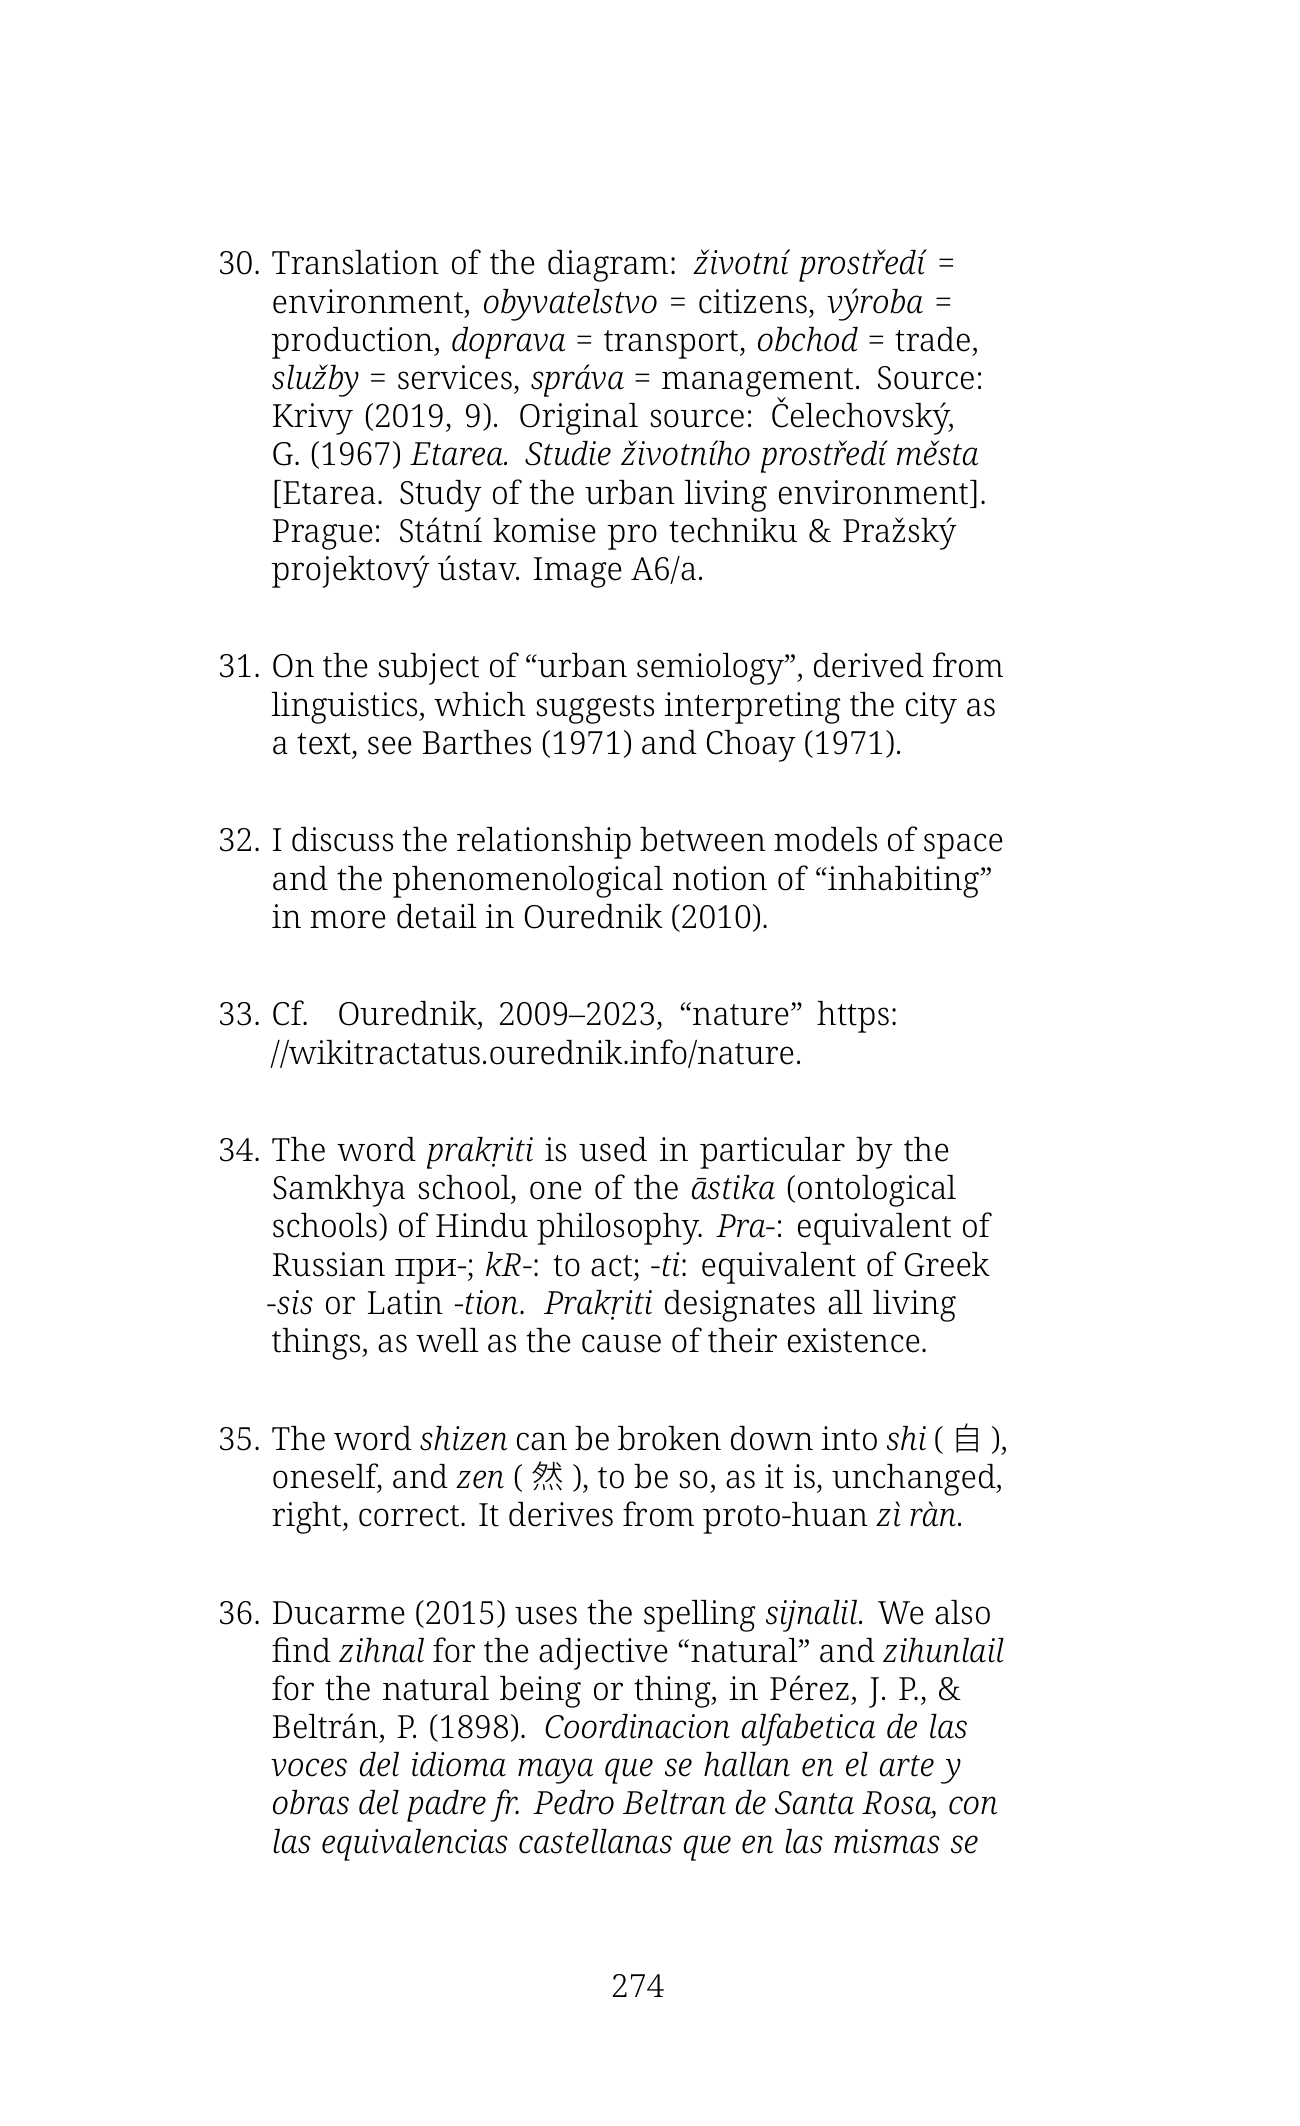 30. Translation of the diagram: životní prostředí =
environment, obyvatelstvo = citizens, výroba =
production, doprava = transport, obchod = trade,
služby = services, správa = management. Source:
Krivy (2019, 9). Original source: Čelechovský,
G. (1967) Etarea. Studie životního prostředí města
[Etarea. Study of the urban living environment].
Prague: Státní komise pro techniku & Pražský
projektový ústav. Image A6/a.
31. On the subject of “urban semiology”, derived from
linguistics, which suggests interpreting the city as
a text, see Barthes (1971) and Choay (1971).
32. I discuss the relationship between models of space
and the phenomenological notion of “inhabiting”
in more detail in Ourednik (2010).
33. Cf. Ourednik, 2009–2023, “nature” https:
//wikitractatus.ourednik.info/nature.
34. The word prakṛiti is used in particular by the
Samkhya school, one of the āstika (ontological
schools) of Hindu philosophy. Pra-: equivalent of
Russian при-; kR-: to act; -ti: equivalent of Greek
-sis or Latin -tion. Prakṛiti designates all living
things, as well as the cause of their existence.
35. The word shizen can be broken down into shi ( 自 ),
oneself, and zen ( 然 ), to be so, as it is, unchanged,
right, correct. It derives from proto-huan zì ràn.
36. Ducarme (2015) uses the spelling sijnalil. We also
find zihnal for the adjective “natural” and zihunlail
for the natural being or thing, in Pérez, J. P., &
Beltrán, P. (1898). Coordinacion alfabetica de las
voces del idioma maya que se hallan en el arte y
obras del padre fr. Pedro Beltran de Santa Rosa, con
las equivalencias castellanas que en las mismas se
274